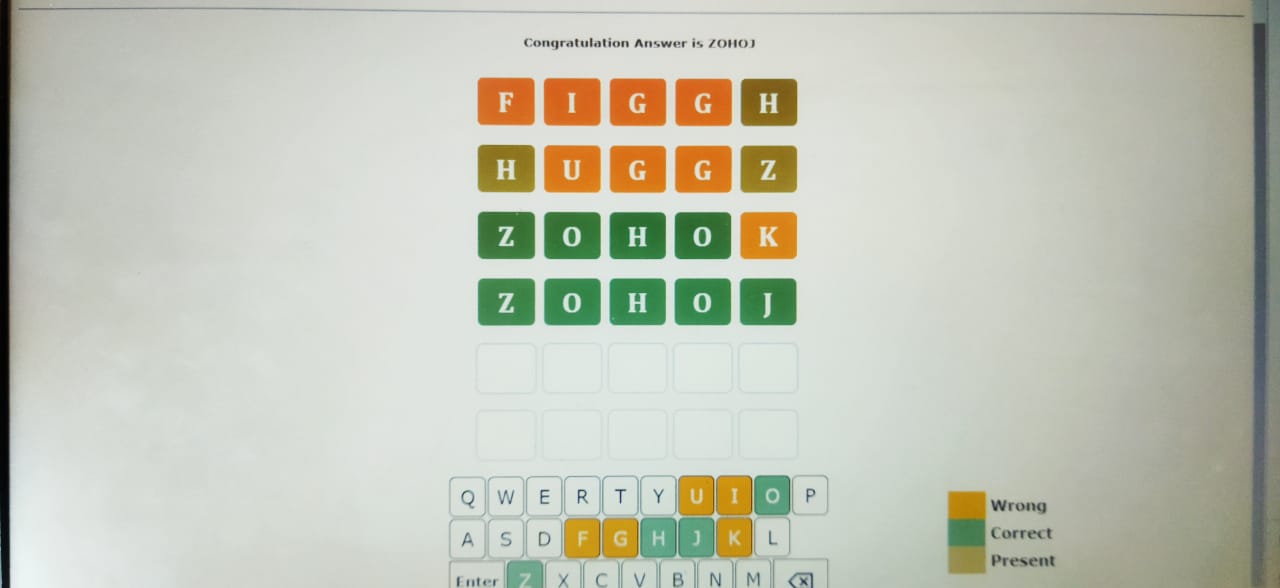 Congratulation Answer is ZOHOJ
F I G G H
H U G G Z
Z O H O K
Z O H O J
Q W E R T Y U I O P
A S D F G H J K L
Enter Z X C V B N M
Wrong
Correct
Present